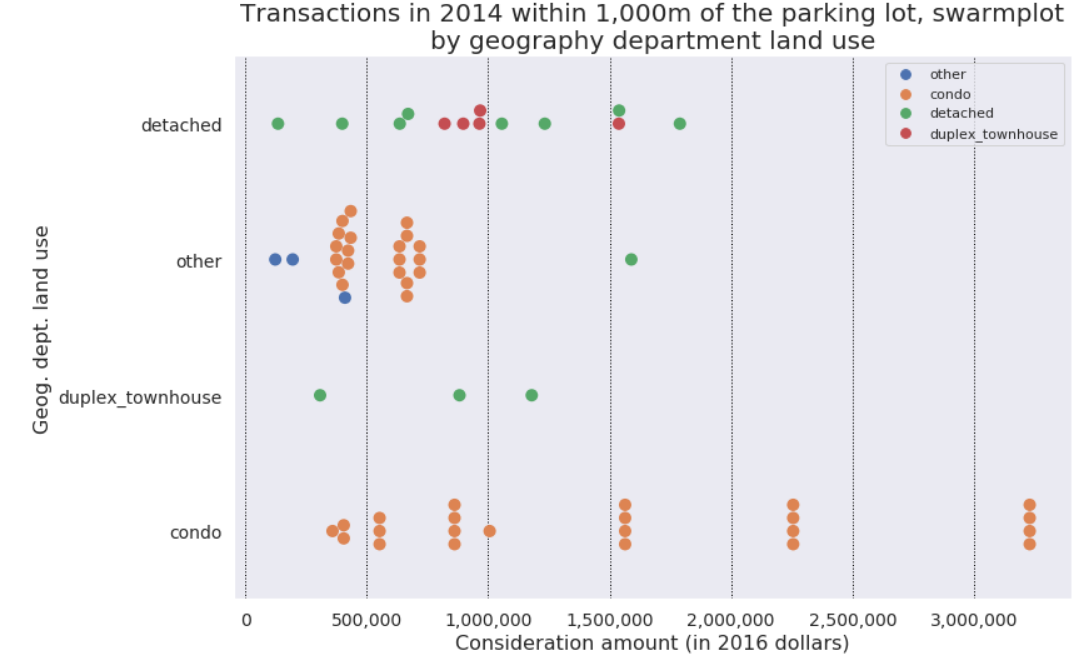 Transactions in 2014 within 1,000m of the parking lot, swarmplot
by geography department land use
other
condo
detached
duplex_townhouse
Geog. dept. land use
detached
other
duplex_townhouse
condo
0 500,000 1,000,000 1,500,000 2,000,000 2,500,000 3,000,000
Consideration amount (in 2016 dollars)